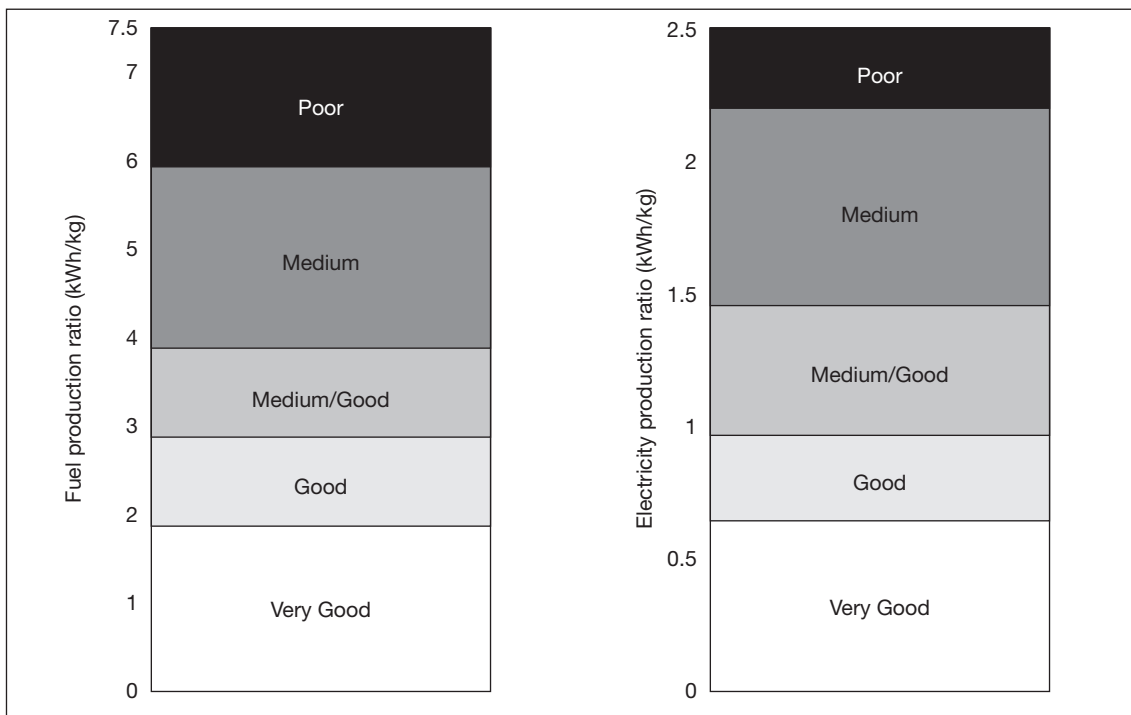 Fuel production ratio (kWh/kg)
7.5
7
6
5
4
3
2
1
0
Poor
Medium
Medium/Good
Good
Very Good
Electricity production ratio (kWh/kg)
2.5
2
1.5
1
0.5
0
Poor
Medium
Medium/Good
Good
Very Good